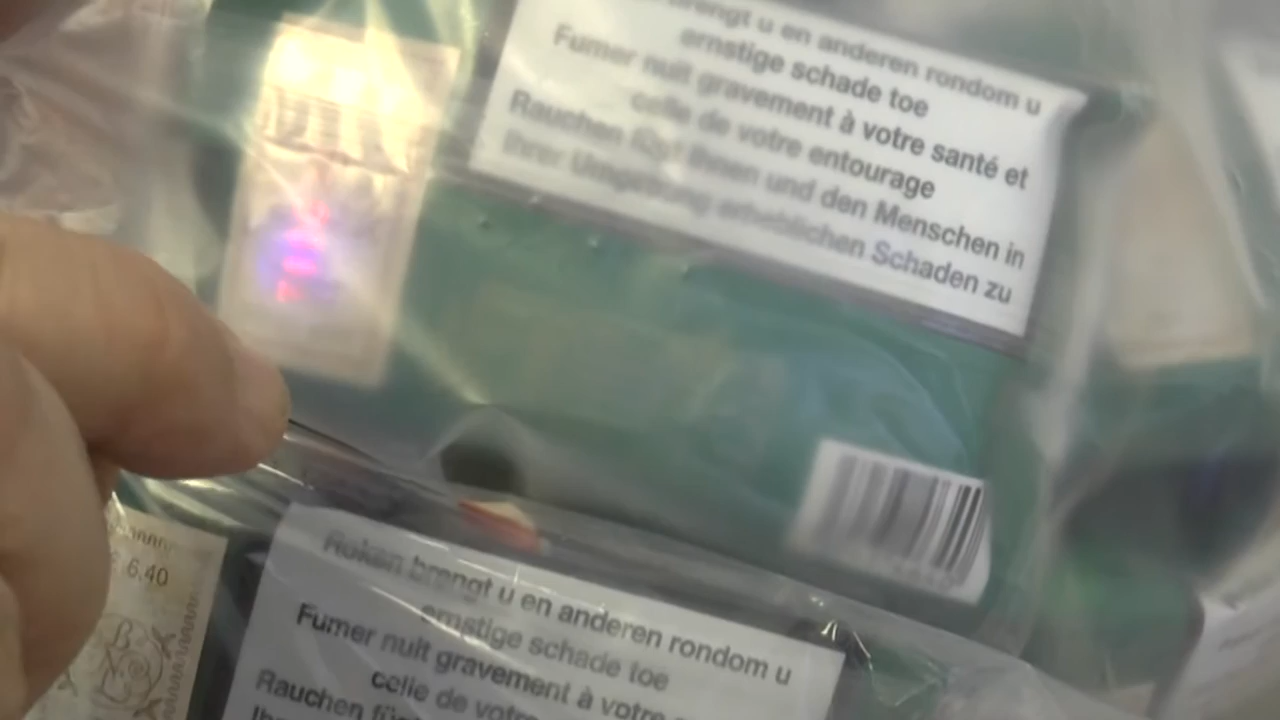 brengt u en anderen rondom u
ernstige schade toe
Fumer nuit gravement à votre santé et
celle de votre entourage
Rauchen fügt Ihnen und den Menschen in
Ihrer Umgebung erheblichen Schaden zu
6.40
Roken brengt u en anderen rondom u
ernstige schade toe
Fumer nuit gravement à votre
celle de votre
Rauchen